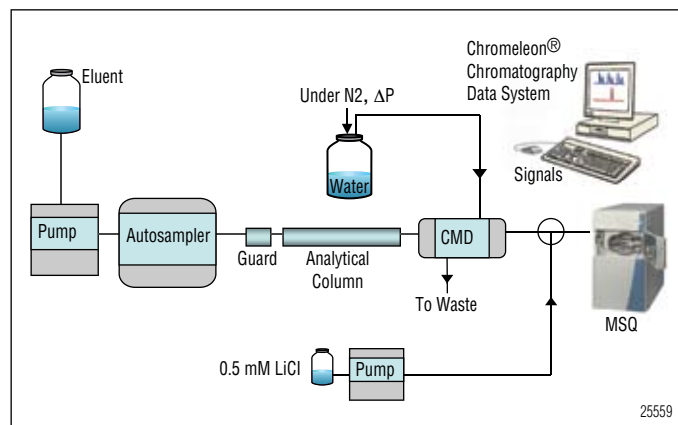 Chromeleon®
Chromatography
Data System
Eluent
Under N2, ΔP
Water
Signals
Pump
Autosampler
Guard
Analytical
Column
CMD
To Waste
MSQ
0.5 mM LiCl
Pump
25559